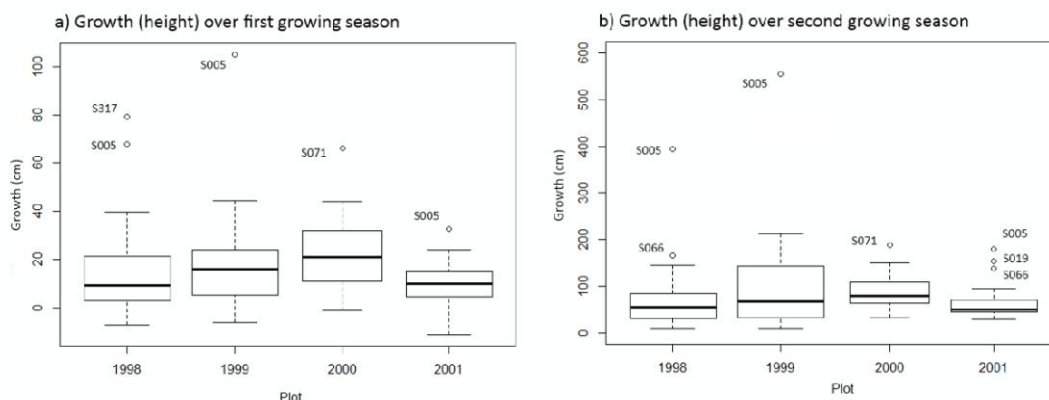 a) Growth (height) over first growing season
Growth (cm)
100
80
60
40
20
0
S317
S005
S005
S071
S005
1998 1999 2000 2001
Plot
b) Growth (height) over second growing season
Growth (cm)
600
500
400
300
200
100
0
S005
S066
S005
S071
S005
S019
S066
1998 1999 2000 2001
Plot